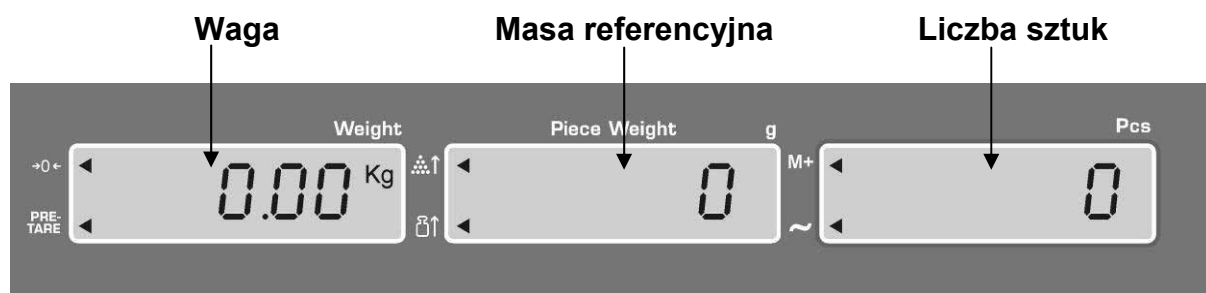 Waga Masa referencyjna Liczba sztuk
Weight Piece Weight g Pcs
→0← 0.00 Kg 0 M+ 0
PRE-
TARE ~